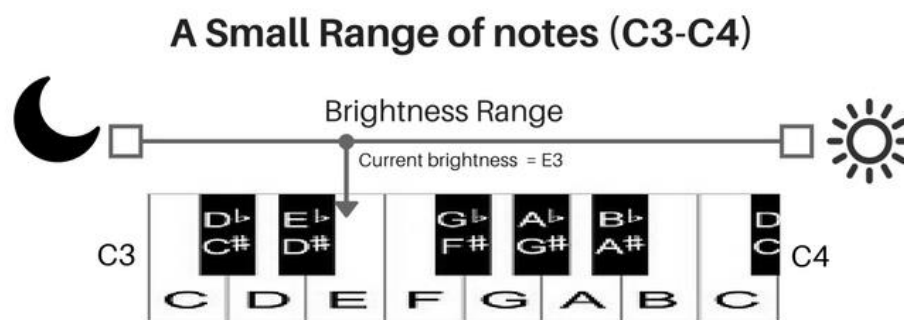 A Small Range of notes (C3-C4)
Brightness Range
Current brightness = E3
D♭ E♭ G♭ A♭ B♭ D
C3 C# D# F# G# A# C C4
C D E F G A B C